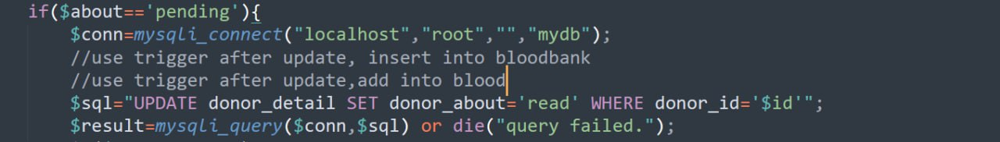 if($about=='pending'){
$conn=mysqli_connect("localhost","root","","mydb");
//use trigger after update, insert into bloodbank
//use trigger after update,add into blood
$sql="UPDATE donor_detail SET donor_about='read' WHERE donor_id='$id'";
$result=mysqli_query($conn,$sql) or die("query failed.");